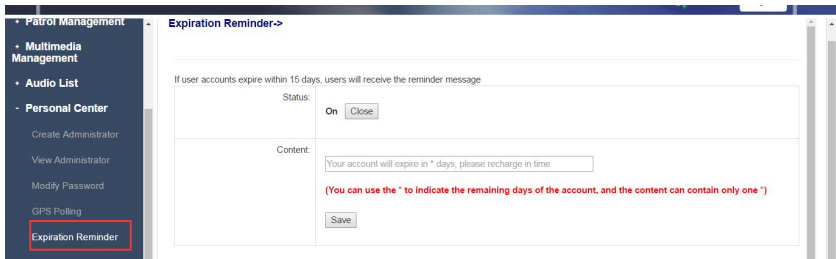 + Patrol Management
+ Multimedia
Management
+ Audio List
- Personal Center
Create Administrator
View Administrator
Modify Password
GPS Polling
Expiration Reminder
Expiration Reminder->
If user accounts expire within 15 days, users will receive the reminder message
Status:
On Close
Content:
Your account will expire in * days, please recharge in time
(You can use the * to indicate the remaining days of the account, and the content can contain only one *)
Save